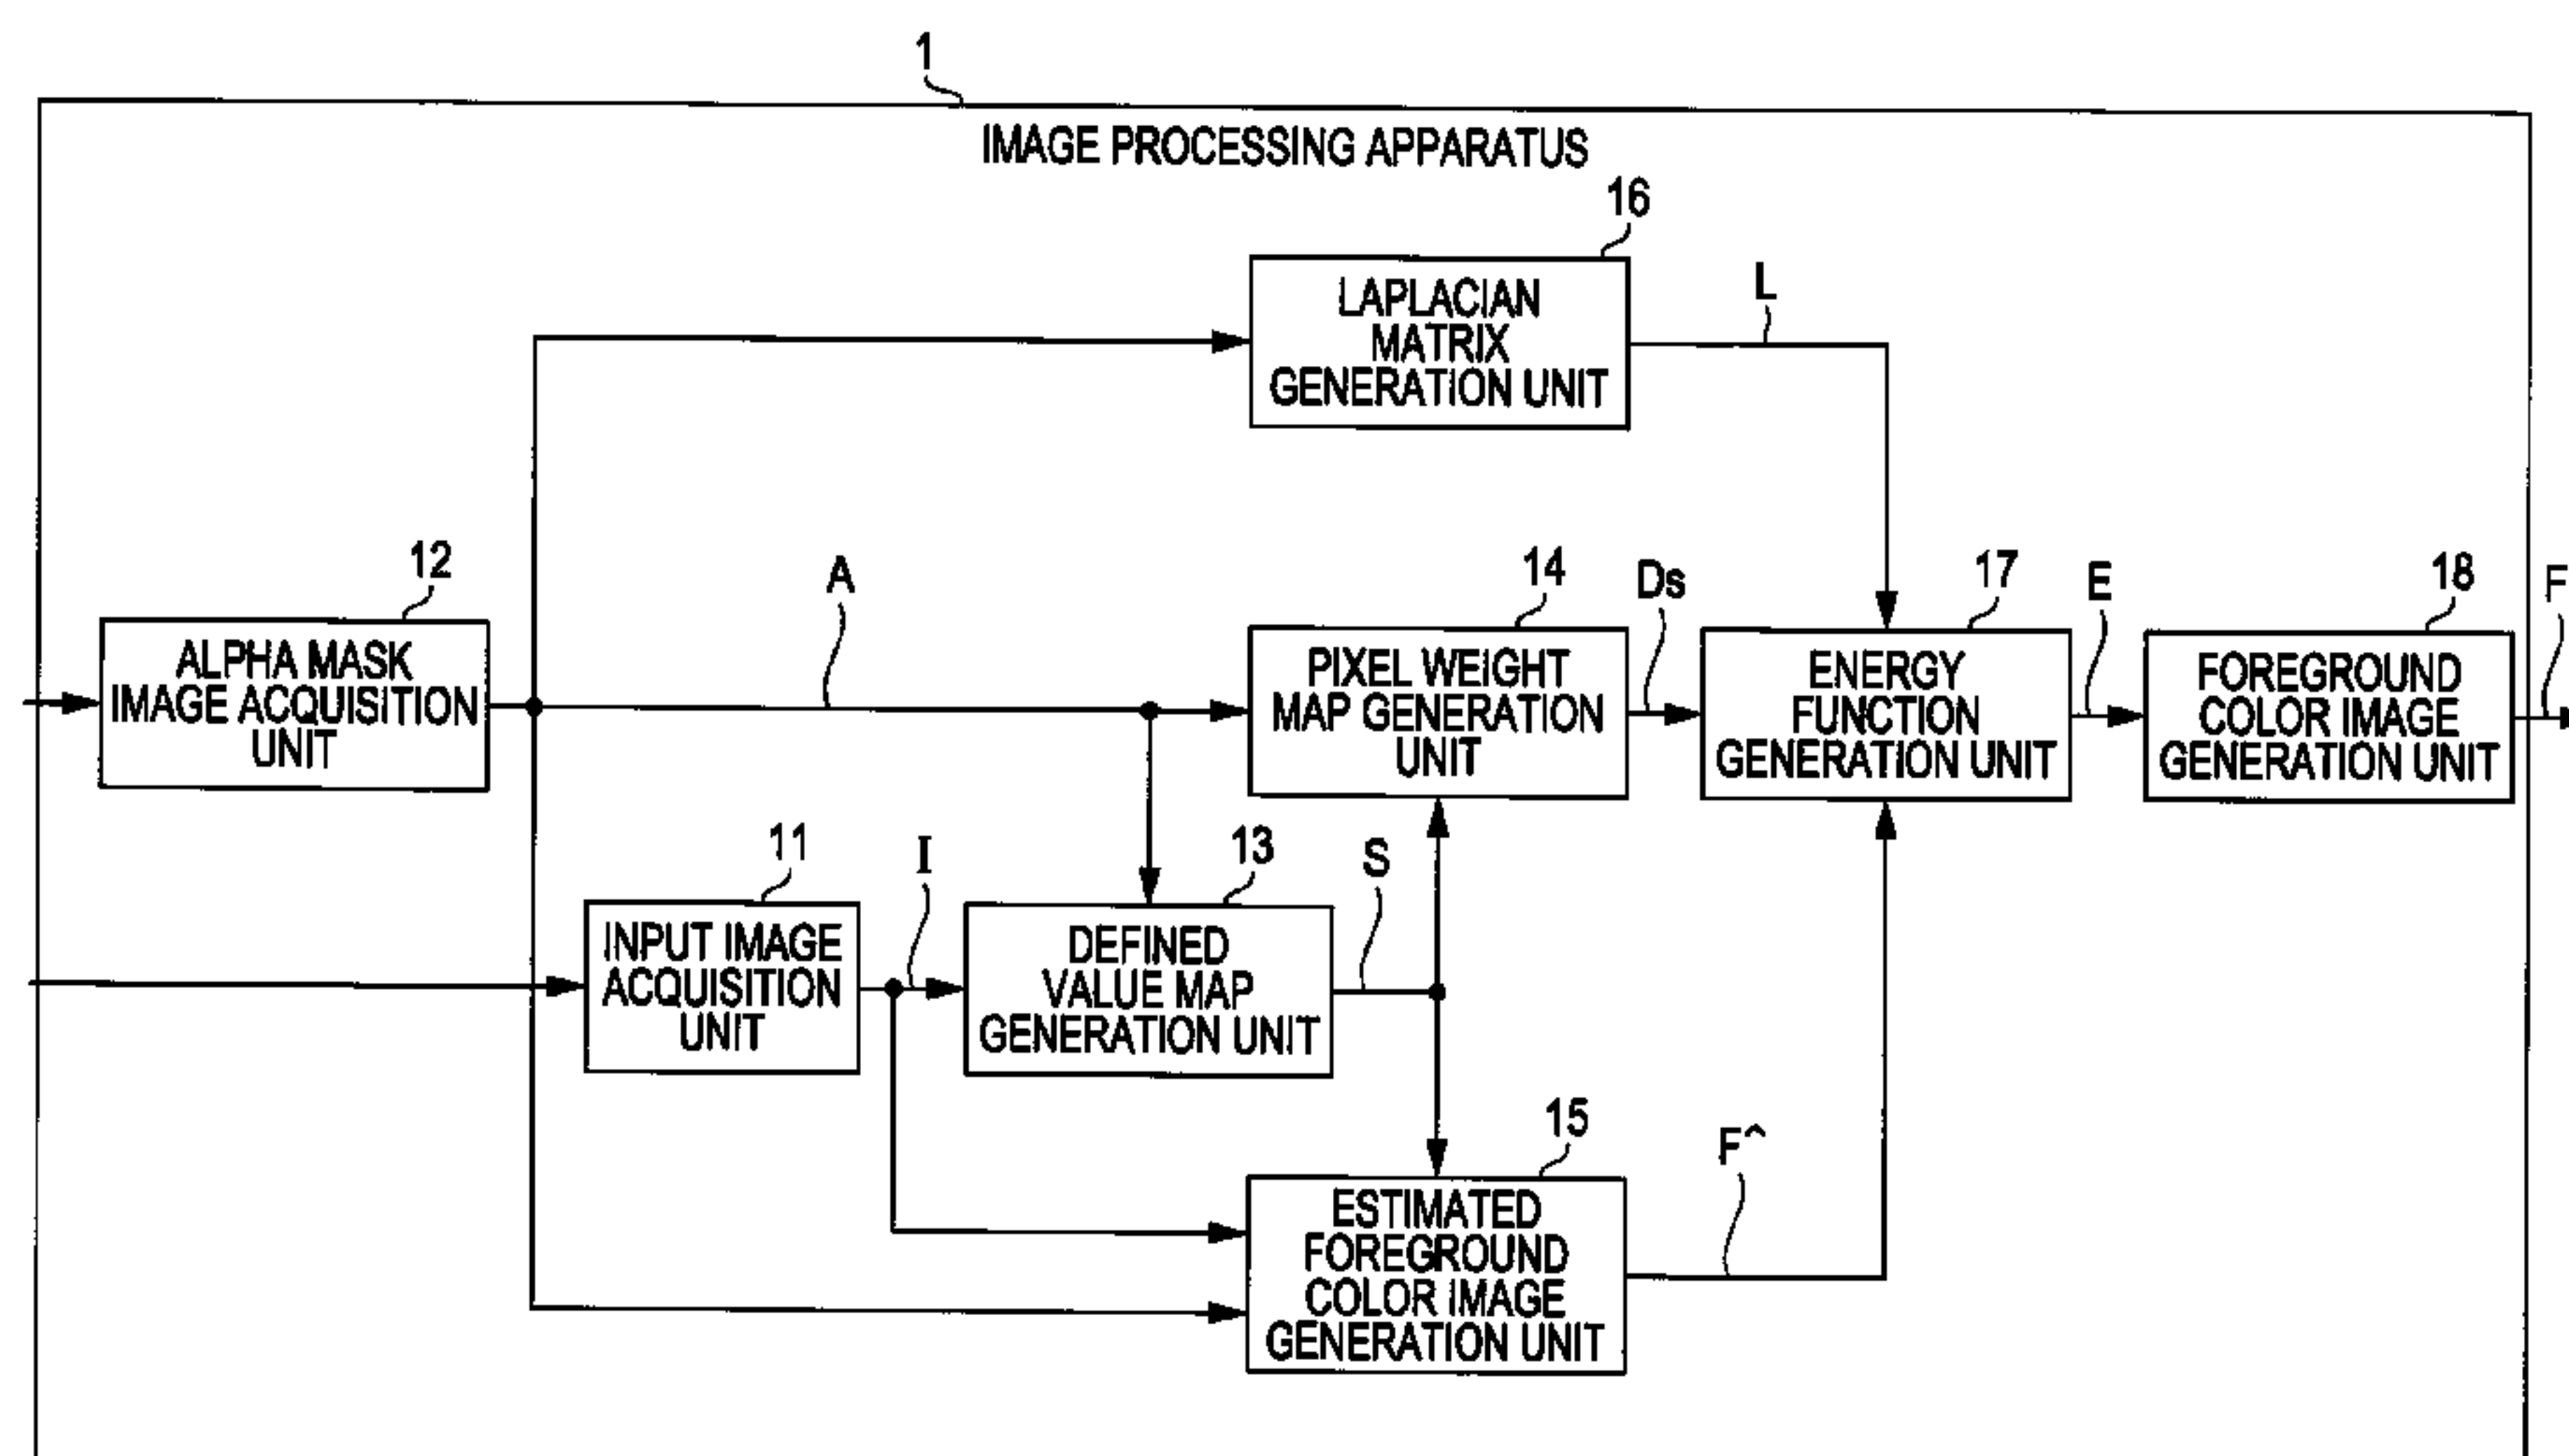 1
IMAGE PROCESSING APPARATUS
16
LAPLACIAN
MATRIX
GENERATION UNIT
L
12
ALPHA MASK
IMAGE ACQUISITION
UNIT
A
14
PIXEL WEIGHT
MAP GENERATION
UNIT
Ds
17
ENERGY
FUNCTION
GENERATION UNIT
E
18
FOREGROUND
COLOR IMAGE
GENERATION UNIT
F
11
INPUT IMAGE
ACQUISITION
UNIT
I
13
DEFINED
VALUE MAP
GENERATION UNIT
S
15
ESTIMATED
FOREGROUND
COLOR IMAGE
GENERATION UNIT
F^